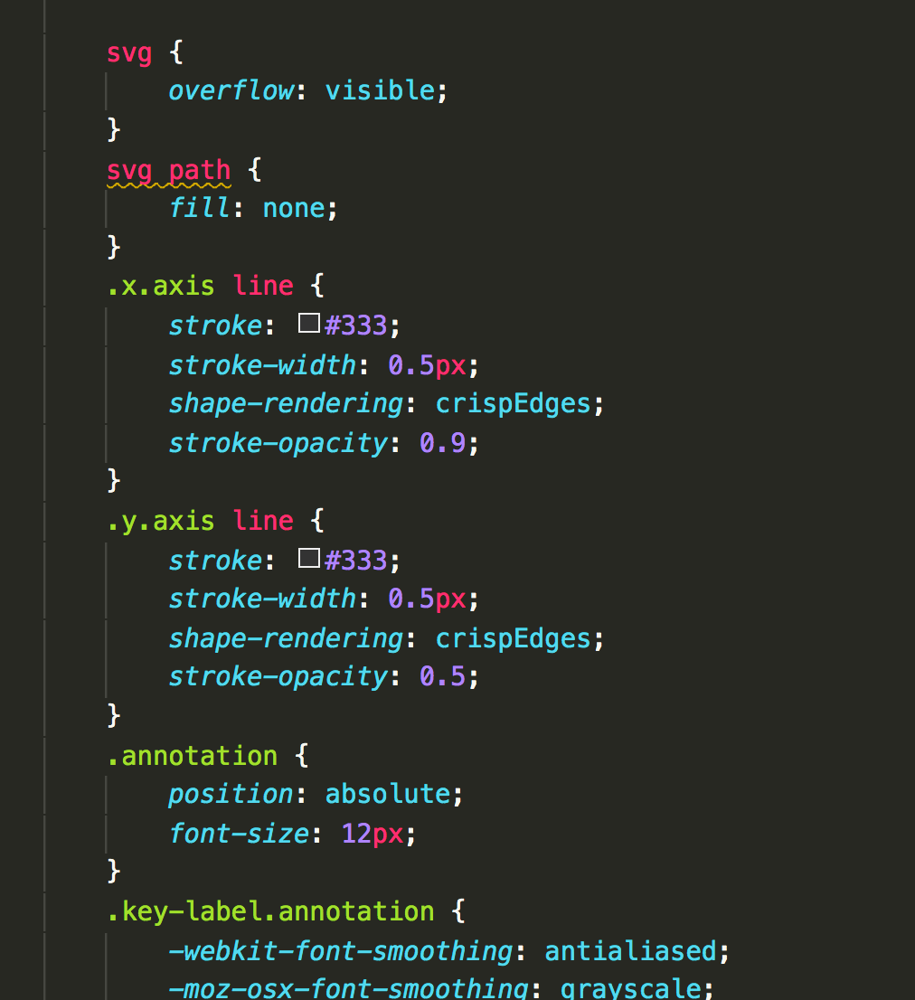 svg {
    overflow: visible;
}
svg path {
    fill: none;
}
.x.axis line {
    stroke: #333;
    stroke-width: 0.5px;
    shape-rendering: crispEdges;
    stroke-opacity: 0.9;
}
.y.axis line {
    stroke: #333;
    stroke-width: 0.5px;
    shape-rendering: crispEdges;
    stroke-opacity: 0.5;
}
.annotation {
    position: absolute;
    font-size: 12px;
}
.key-label.annotation {
    -webkit-font-smoothing: antialiased;
    -moz-osx-font-smoothing: grayscale;